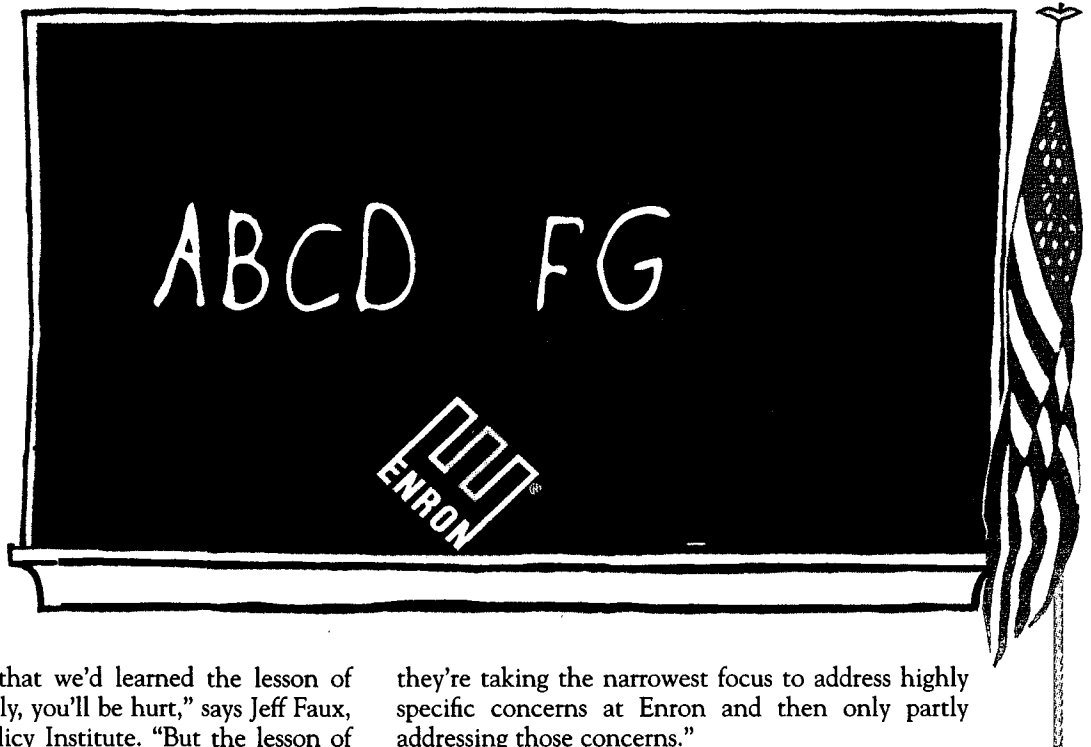 ABCD FG
ENRON
that we'd learned the lesson of
ly, you'll be hurt," says Jeff Faux,
licy Institute. "But the lesson of
they're taking the narrowest focus to address highly
specific concerns at Enron and then only partly
addressing those concerns."